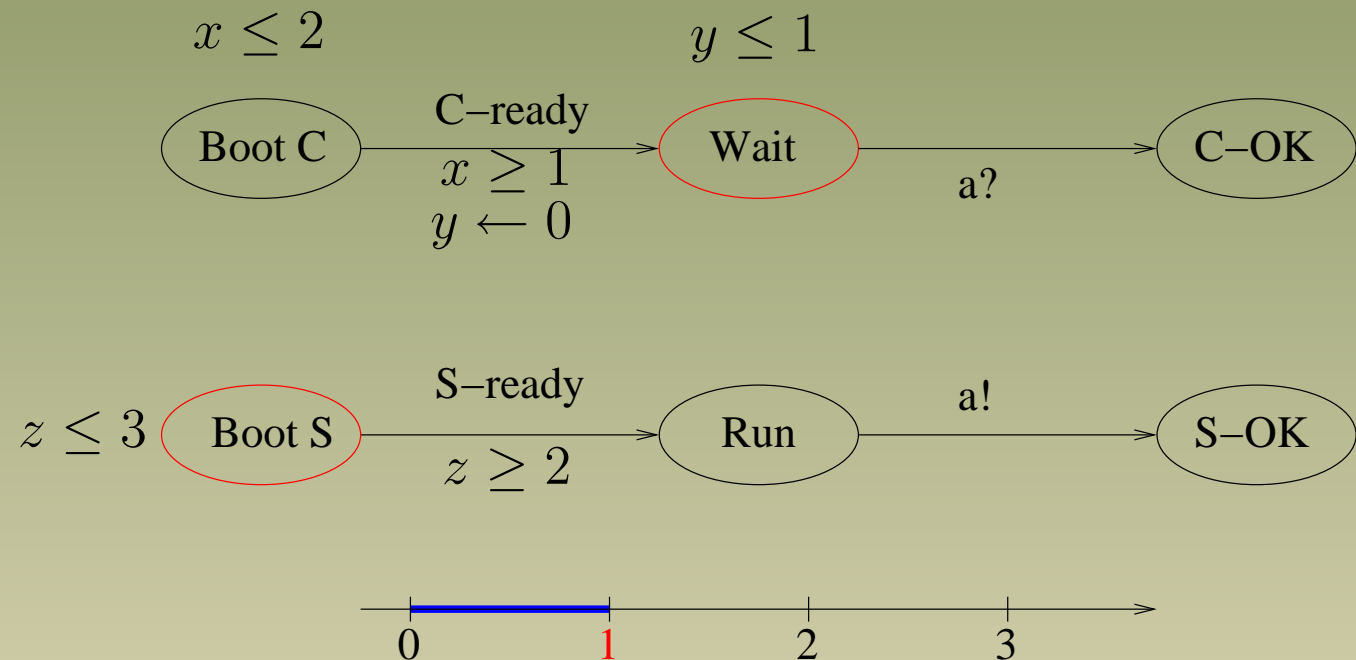 x ≤ 2
y ≤ 1
C−ready
Boot C
Wait
C−OK
x ≥ 1
a?
y ← 0
S−ready
a!
z ≤ 3
Boot S
Run
S−OK
z ≥ 2
0 1 2 3